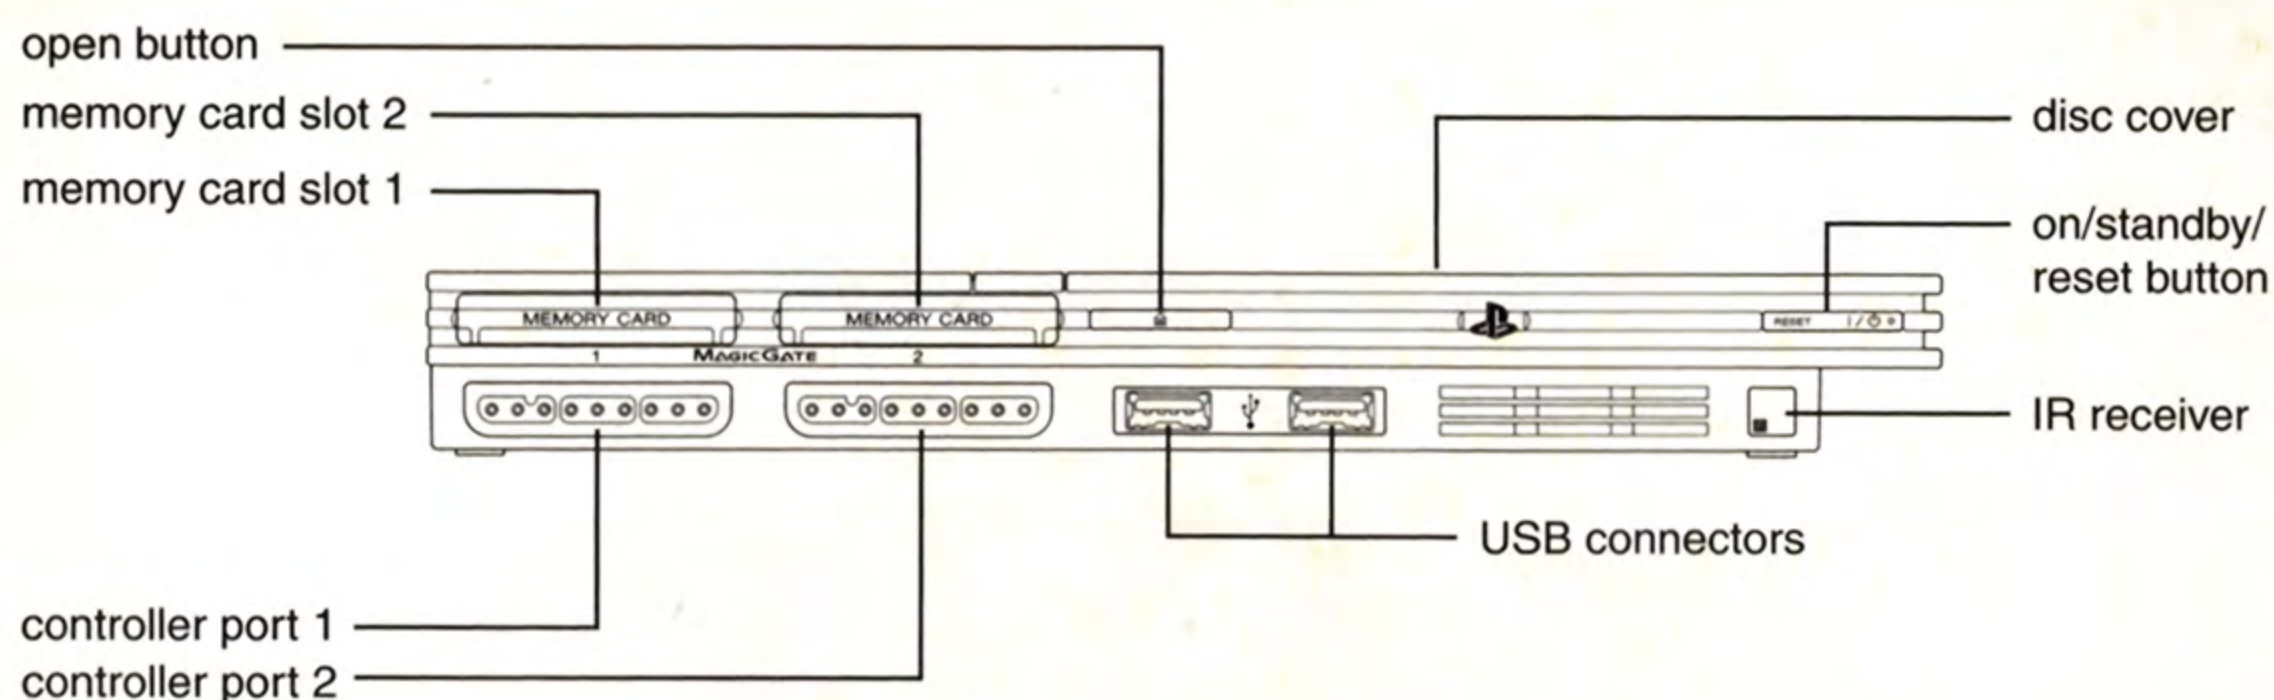 open button
memory card slot 2
memory card slot 1
disc cover
on/standby/
reset button
MEMORY CARD
MEMORY CARD
RESET
1
MAGICGATE
2
IR receiver
USB connectors
controller port 1
controller port 2